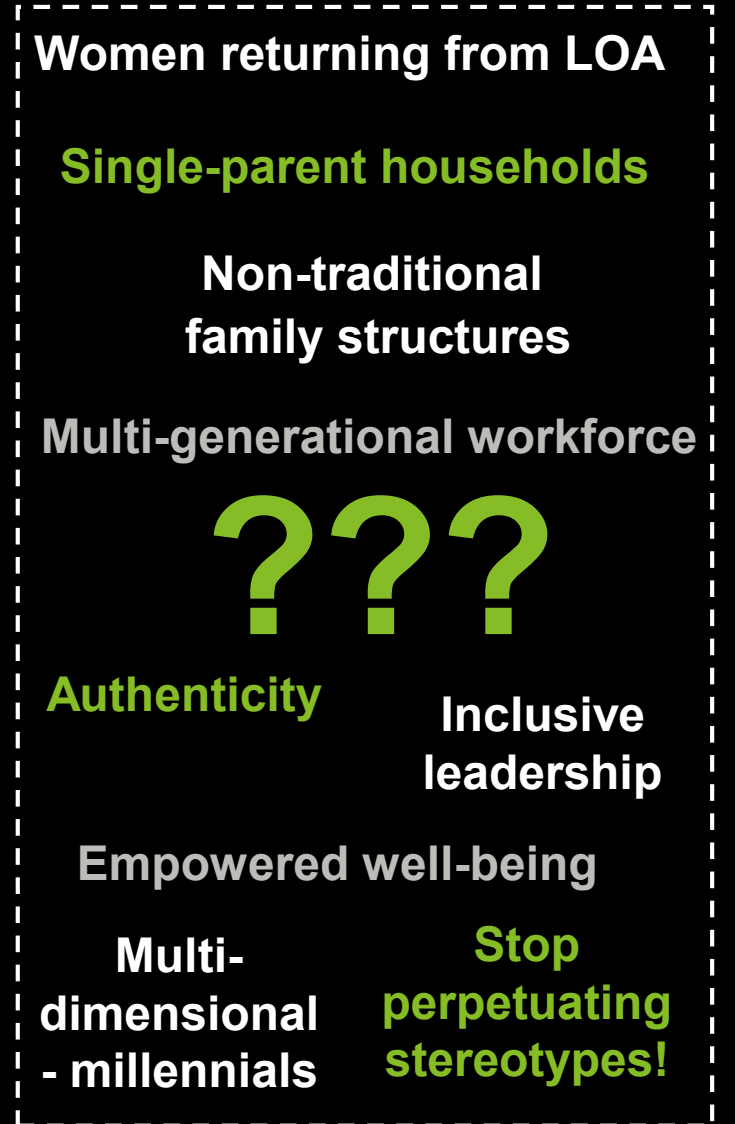 Women returning from LOA
Single-parent households
Non-traditional
family structures
Multi-generational workforce
???
Authenticity
Inclusive
leadership
Empowered well-being
Multi-
dimensional
- millennials
Stop
perpetuating
stereotypes!